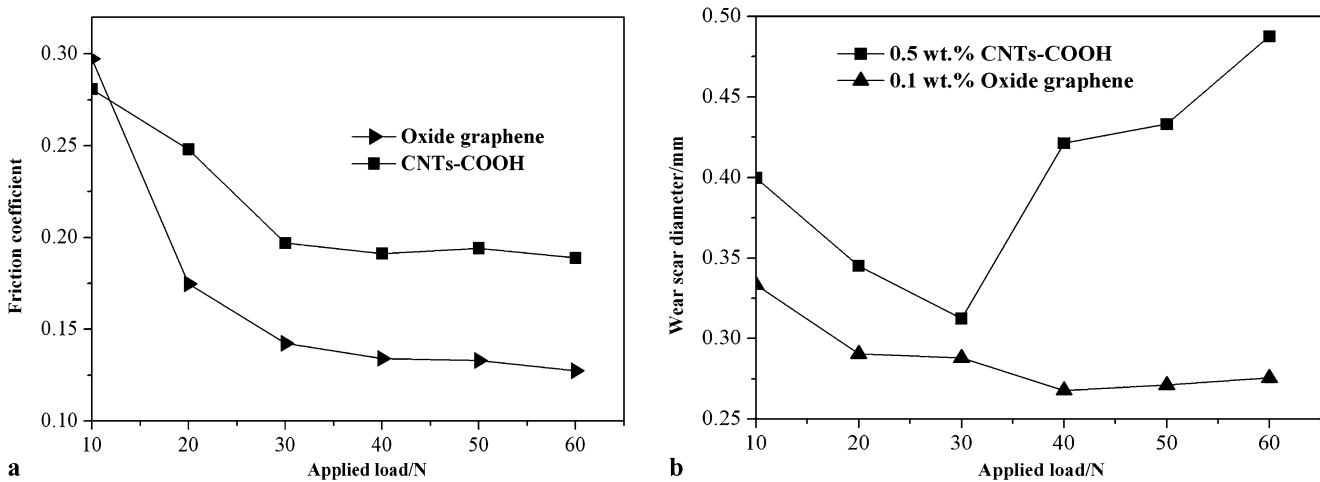 0.30
0.25
0.20
0.15
0.10
Friction coefficient
Oxide graphene
CNTs-COOH
10 20 30 40 50 60
Applied load/N
a
0.50
0.45
0.40
0.35
0.30
0.25
Wear scar diameter/mm
0.5 wt.% CNTs-COOH
0.1 wt.% Oxide graphene
10 20 30 40 50 60
Applied load/N
b